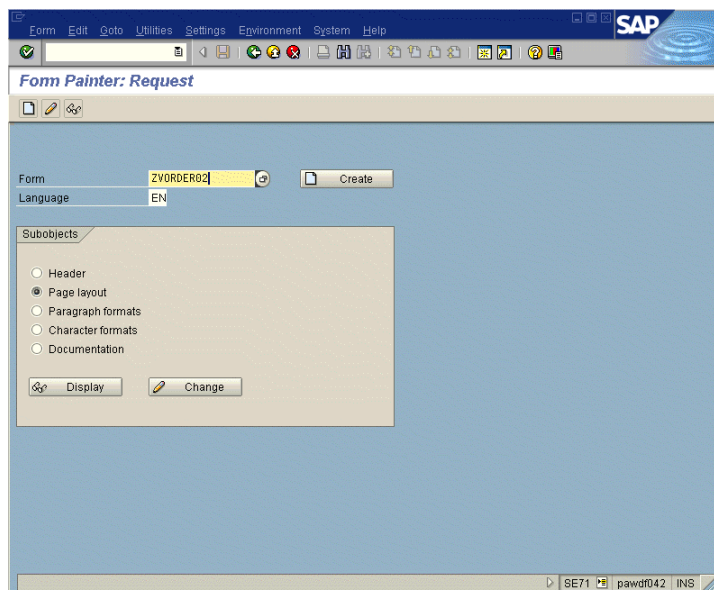 Form Edit Goto Utilities Settings Environment System Help
SAP
Form Painter: Request
Form ZVORDER02 Create
Language EN
Subobjects
Header
Page layout
Paragraph formats
Character formats
Documentation
Display Change
SE71 pawdf042 INS